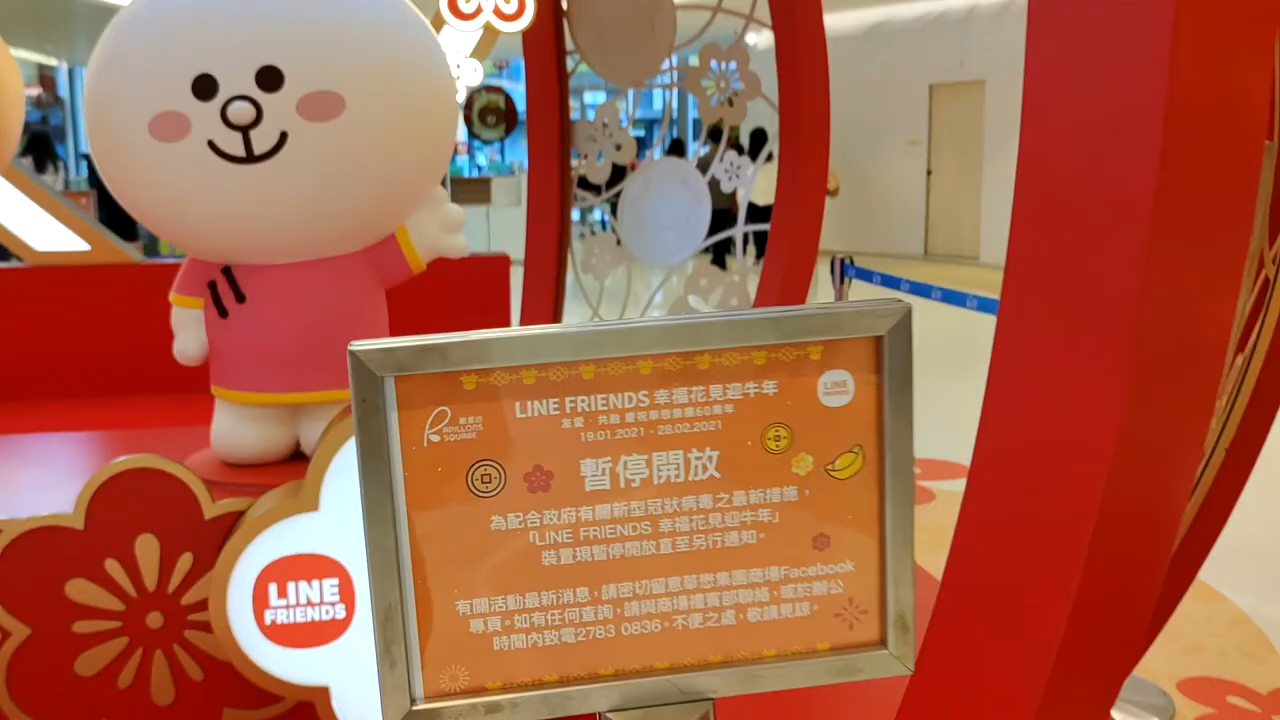 LINE FRIENDS 幸福花見迎牛年
友愛．共融 慶祝華懋集團60周年
19.01.2021 - 28.02.2021
PAPILLONS
SQUARE
LINE
FRIENDS
暫停開放
為配合政府有關新型冠狀病毒之最新措施，
「LINE FRIENDS 幸福花見迎牛年」
裝置現暫停開放直至另行通知。
有關活動最新消息，請密切留意華懋集團商場Facebook
專頁。如有任何查詢，請與商場禮賓部聯絡，或於辦公
時間內致電2783 0836。不便之處，敬請見諒。
LINE
FRIENDS